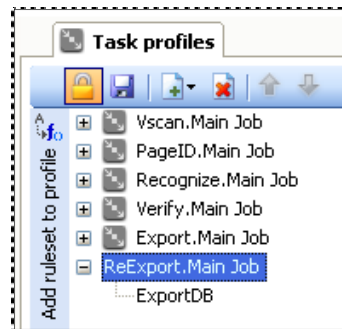 Task profiles
Add ruleset to profile
Vscan.Main Job
PageID.Main Job
Recognize.Main Job
Verify.Main Job
Export.Main Job
ReExport.Main Job
ExportDB